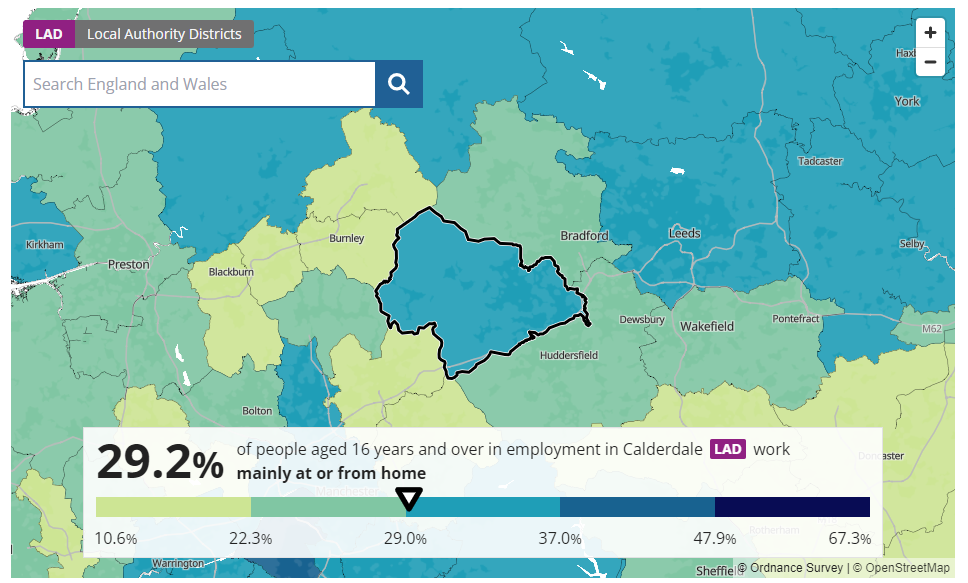 LAD Local Authority Districts
+
Search England and Wales
−
York
Tadcaster
Kirkham
Burnley
Bradford
Leeds
Selby
Preston
Blackburn
Dewsbury
Wakefield
Pontefract
M62
Huddersfield
Bolton
29.2% of people aged 16 years and over in employment in Calderdale LAD work
mainly at or from home
Manchester
10.6% 22.3% 29.0% 37.0% 47.9% 67.3%
Rotherham
Warrington
Sheffield
© Ordnance Survey | © OpenStreetMap